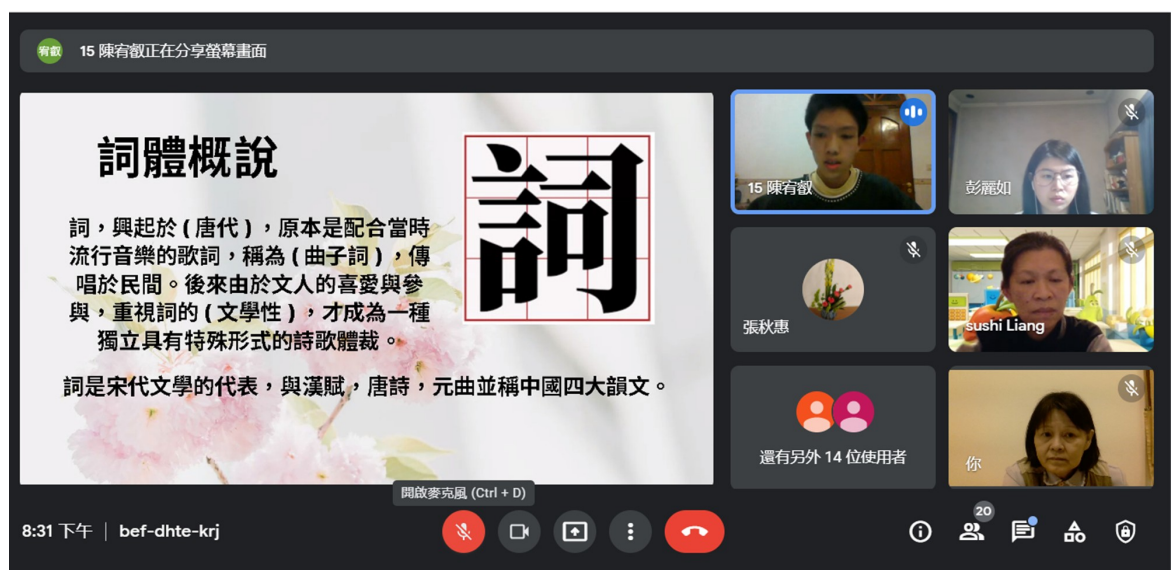 宥叡
15 陳宥叡正在分享螢幕畫面
詞體概說
詞
詞，興起於 ( 唐代 ) ，原本是配合當時
流行音樂的歌詞，稱為 ( 曲子詞 ) ，傳
唱於民間。後來由於文人的喜愛與參
與，重視詞的 ( 文學性 ) ，才成為一種
獨立具有特殊形式的詩歌體裁。
詞是宋代文學的代表，與漢賦，唐詩，元曲並稱中國四大韻文。
15 陳宥叡
彭麗如
張秋惠
sushi Liang
還有另外 14 位使用者
你
開啟麥克風 (Ctrl + D)
8:31 下午 | bef-dhte-krj
20